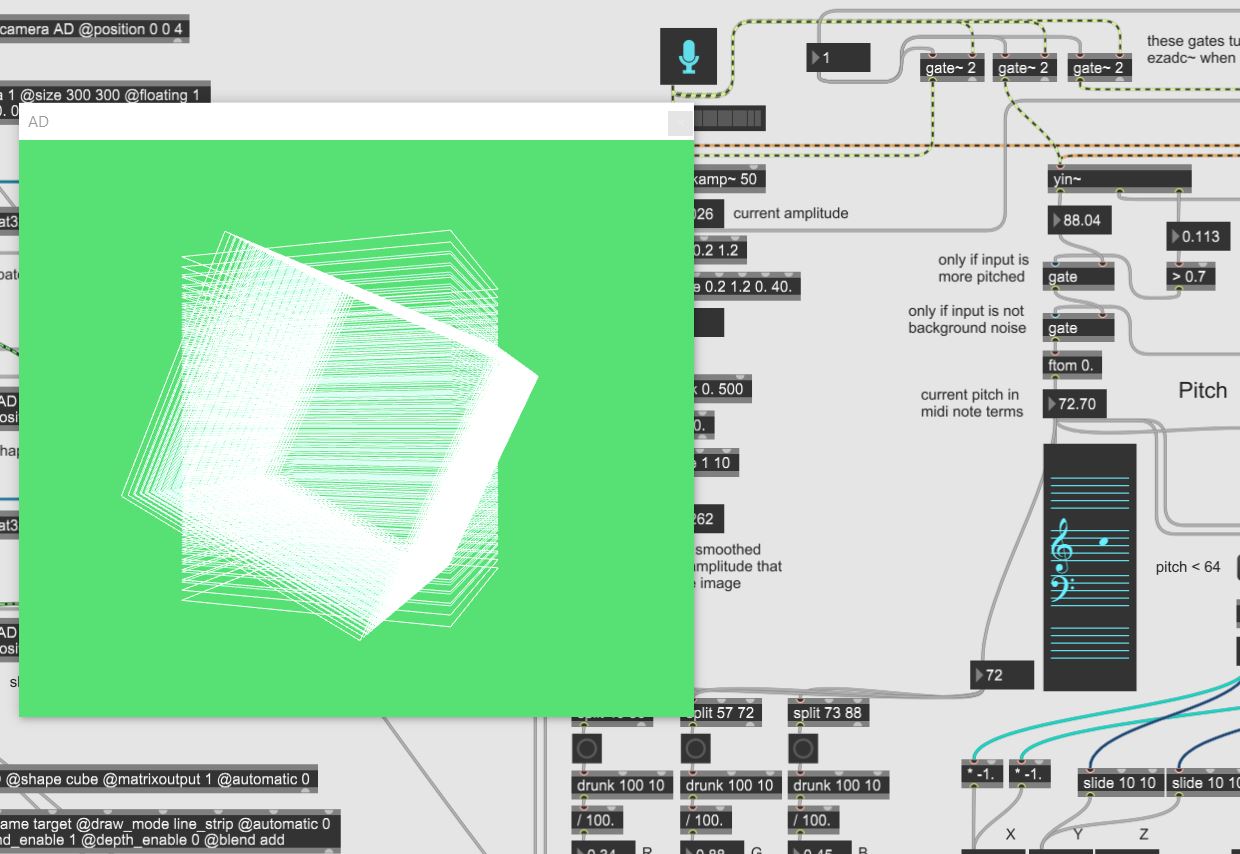 camera AD @position 0 0 4
1 @size 300 300 @floating 1
AD
1
gate~ 2
gate~ 2
gate~ 2
these gates
ezadc~ when
50
current amplitude
yin~
88.04
0.113
0.2 1.2
only if input is
more pitched
gate
> 0.7
0.2 1.2 0. 40.
only if input is not
background noise
gate
ftom 0.
0. 500
current pitch in
midi note terms
72.70
Pitch
0.
1 10
262
smoothed
amplitude that
image
pitch < 64
72
split 57 72
split 73 88
@shape cube @matrixoutput 1 @automatic 0
drunk 100 10
drunk 100 10
drunk 100 10
* -1.
* -1.
slide 10 10
slide 10 10
target @draw_mode line_strip @automatic 0
1 @depth_enable 0 @blend add
/ 100.
/ 100.
/ 100.
X
Y
Z
0.34
R
0.88
G
0.45
B